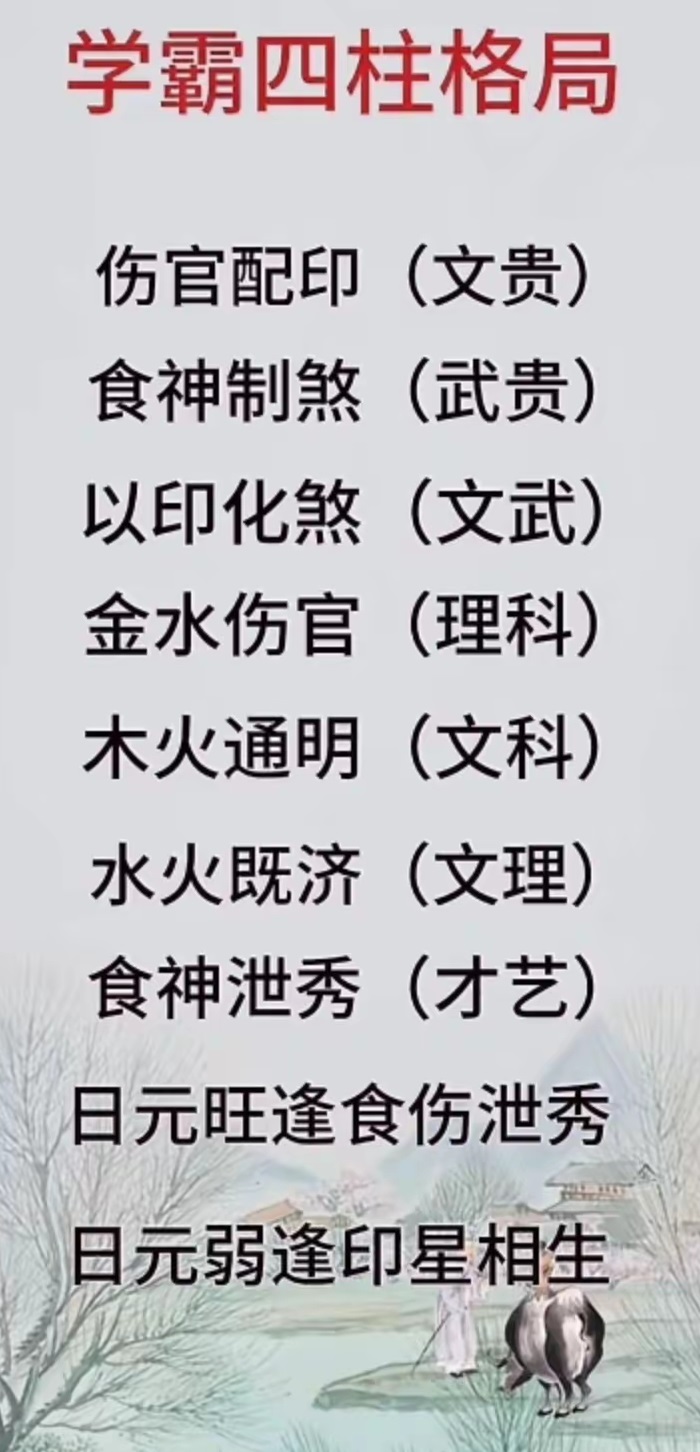 学霸四柱格局
伤官配印（文贵）
食神制煞（武贵）
以印化煞（文武）
金水伤官（理科）
木火通明（文科）
水火既济（文理）
食神泄秀（才艺）
日元旺逢食伤泄秀
日元弱逢印星相生